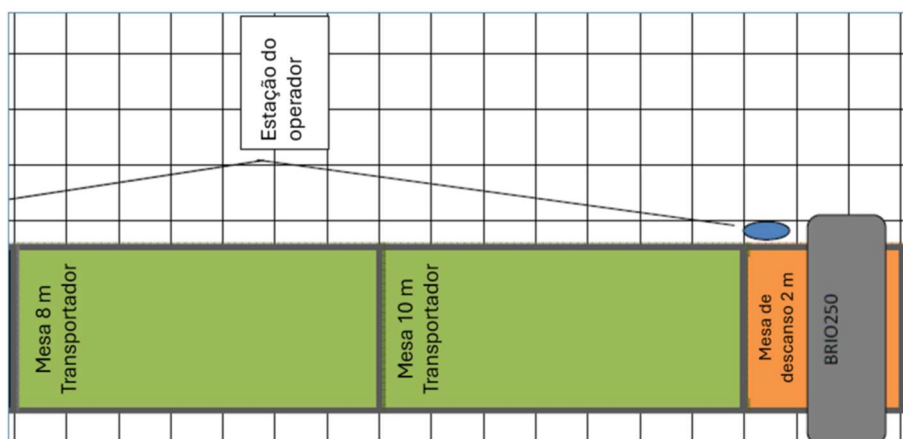 Estação do
operador
Mesa 8 m
Transportador
Mesa 10 m
Transportador
Mesa de
descanso 2 m
BRIO250